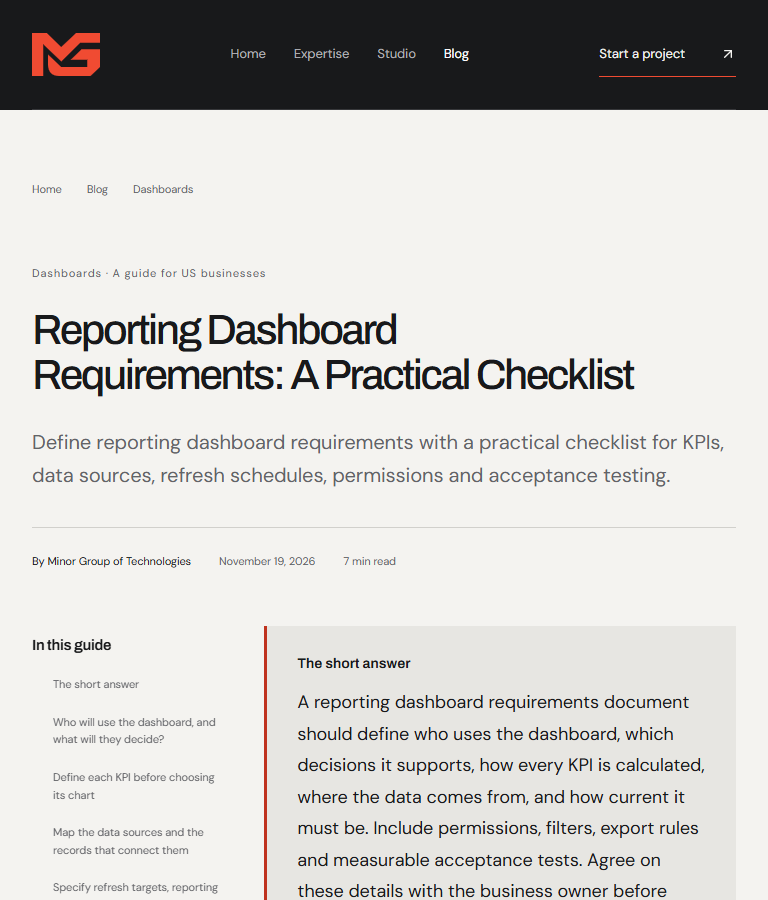 MG
Home Expertise Studio Blog Start a project
Home Blog Dashboards
Dashboards · A guide for US businesses
Reporting Dashboard
Requirements: A Practical Checklist
Define reporting dashboard requirements with a practical checklist for KPIs,
data sources, refresh schedules, permissions and acceptance testing.
By Minor Group of Technologies November 19, 2026 7 min read
In this guide
The short answer
Who will use the dashboard, and
what will they decide?
Define each KPI before choosing
its chart
Map the data sources and the
records that connect them
Specify refresh targets, reporting
The short answer
A reporting dashboard requirements document
should define who uses the dashboard, which
decisions it supports, how every KPI is calculated,
where the data comes from, and how current it
must be. Include permissions, filters, export rules
and measurable acceptance tests. Agree on
these details with the business owner before